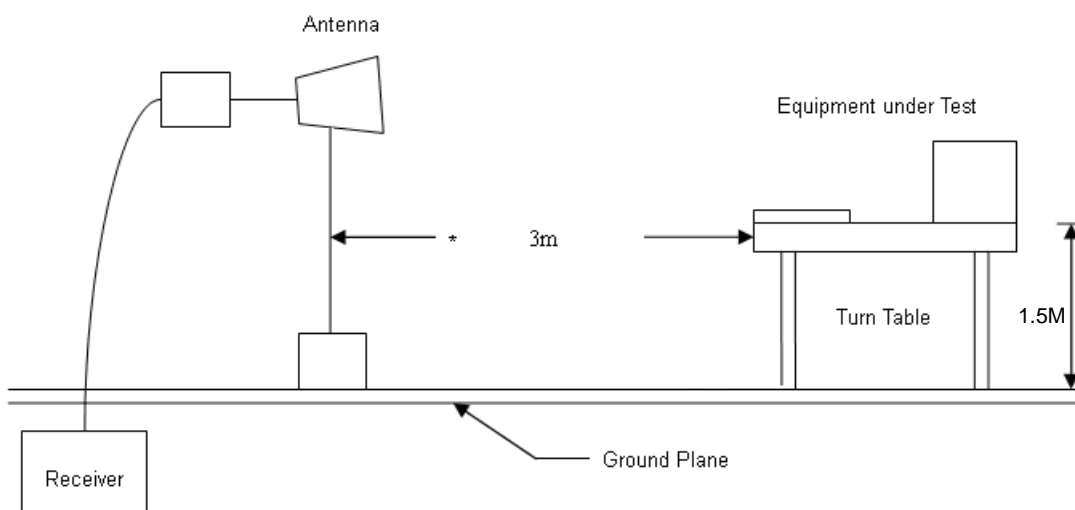 Antenna
Equipment under Test
* 3m
Turn Table
1.5M
Ground Plane
Receiver